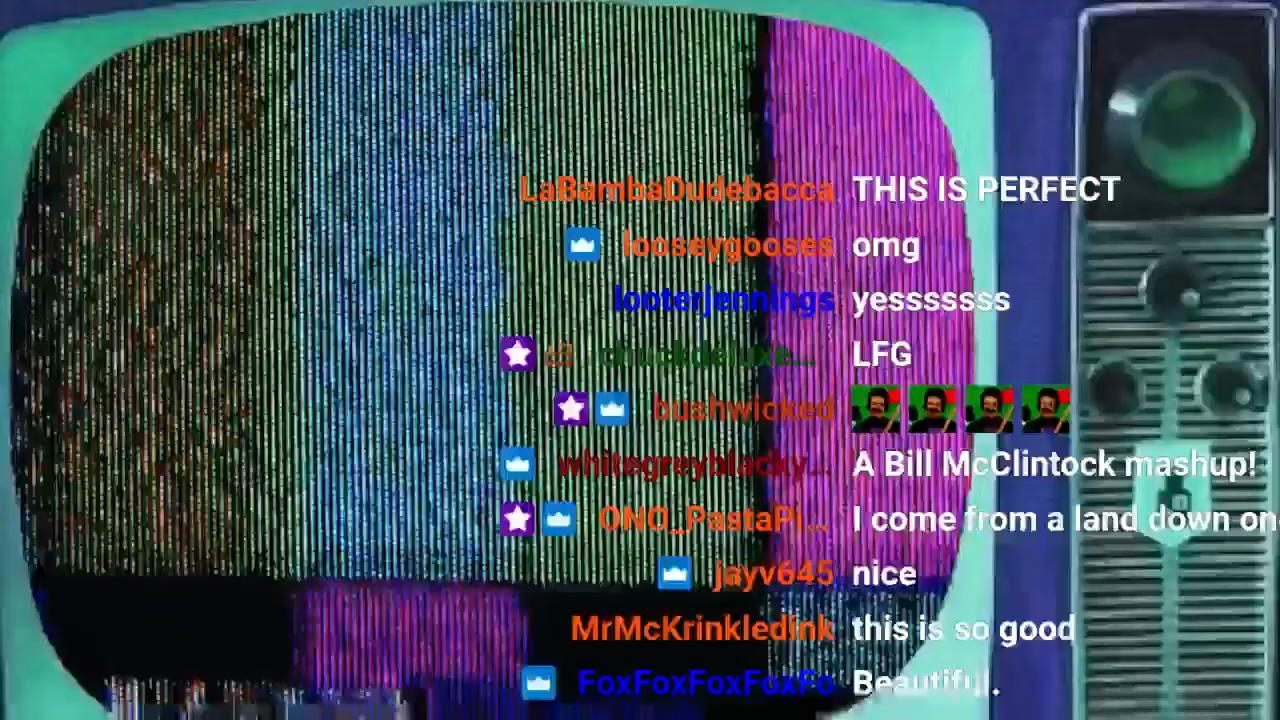 LaBambaDudebacca THIS IS PERFECT
looseygooses omg
looterjennings yesssssss
chuckdeluxe... LFG
bushwicked
whitegreyblacky... A Bill McClintock mashup!
ONO_PastaPi... I come from a land down on
jayv645 nice
MrMcKrinkledink this is so good
FoxFoxFoxFoxFo Beautiful.